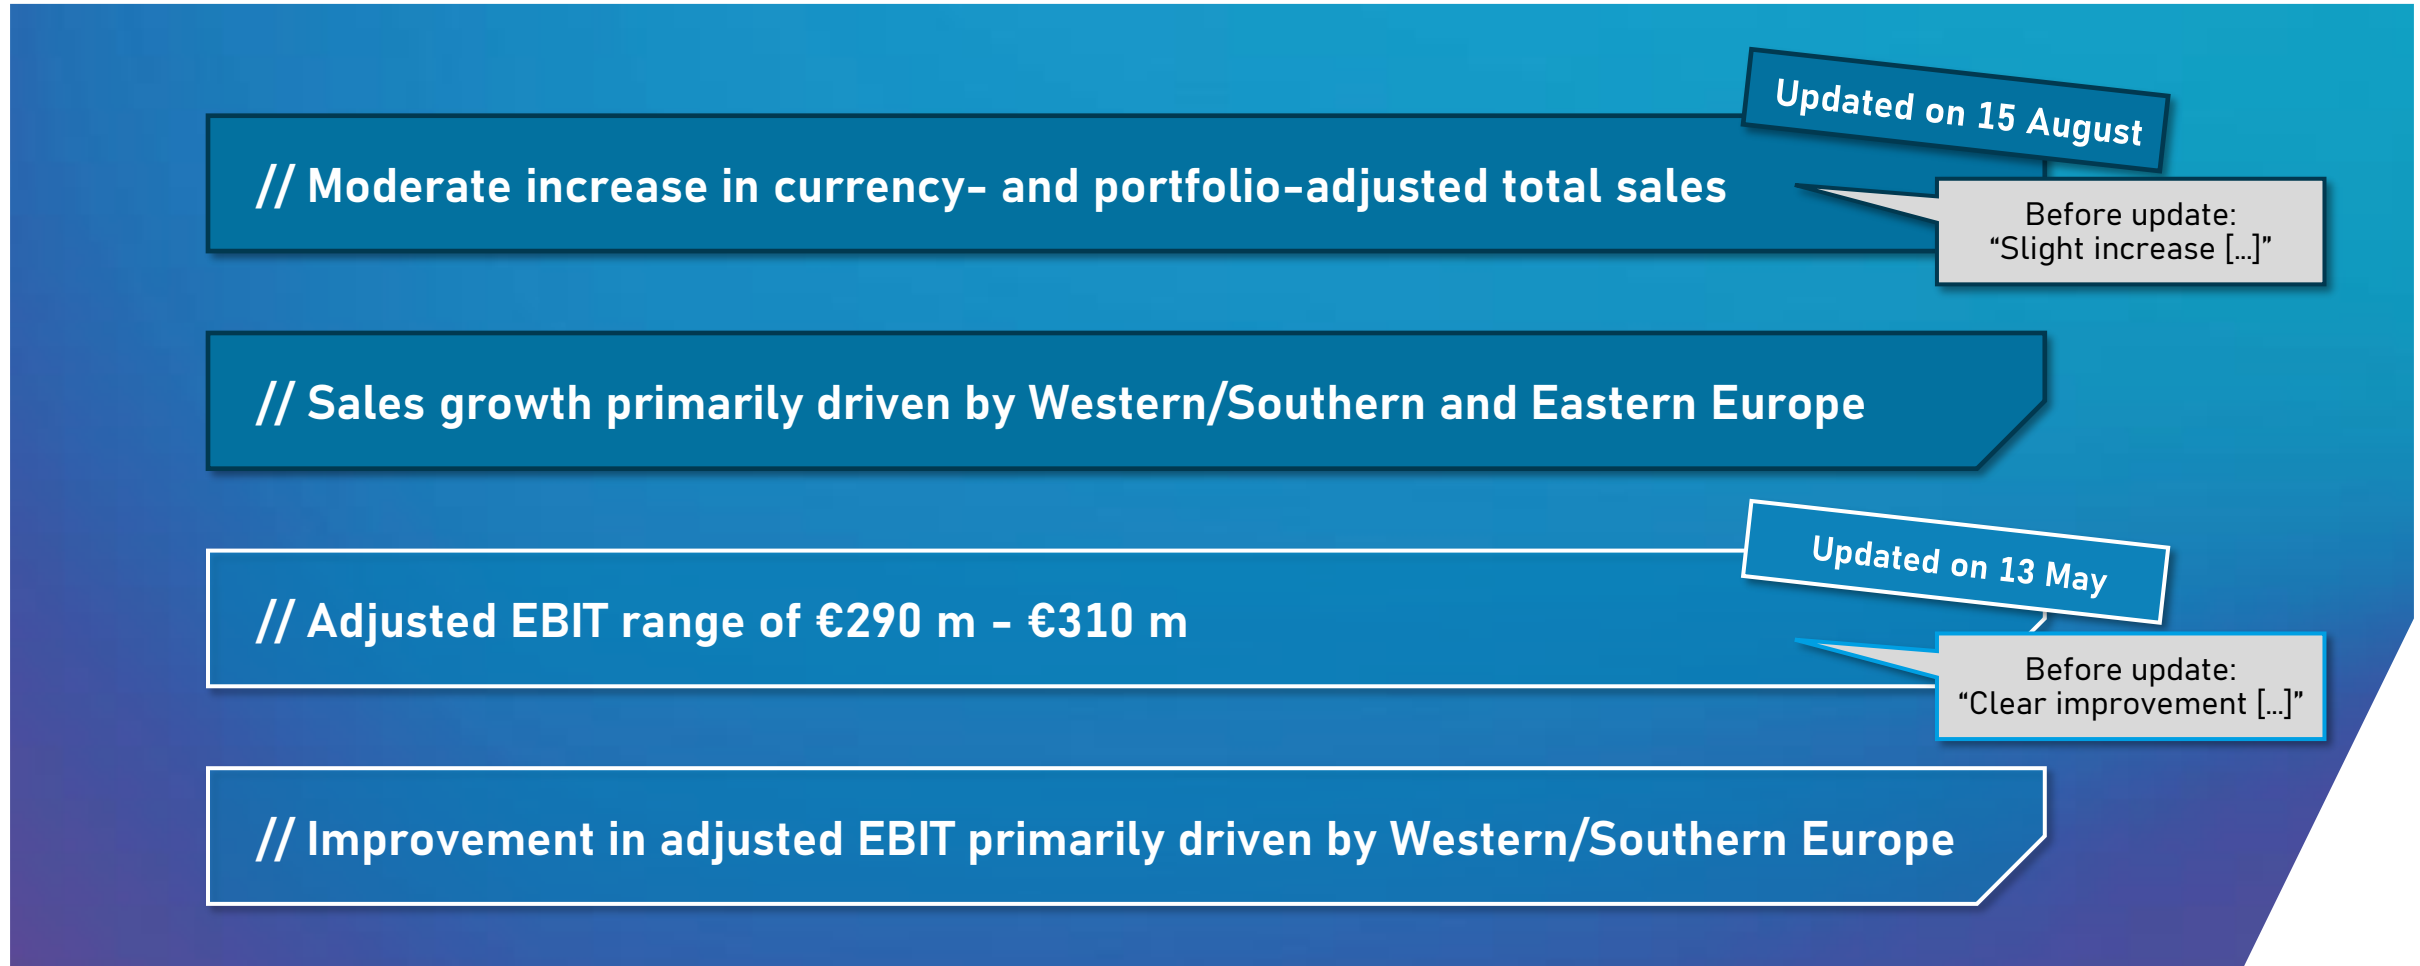 Updated on 15 August
// Moderate increase in currency- and portfolio-adjusted total sales
Before update:
“Slight increase [...]”
// Sales growth primarily driven by Western/Southern and Eastern Europe
Updated on 13 May
// Adjusted EBIT range of €290 m - €310 m
Before update:
“Clear improvement [...]”
// Improvement in adjusted EBIT primarily driven by Western/Southern Europe